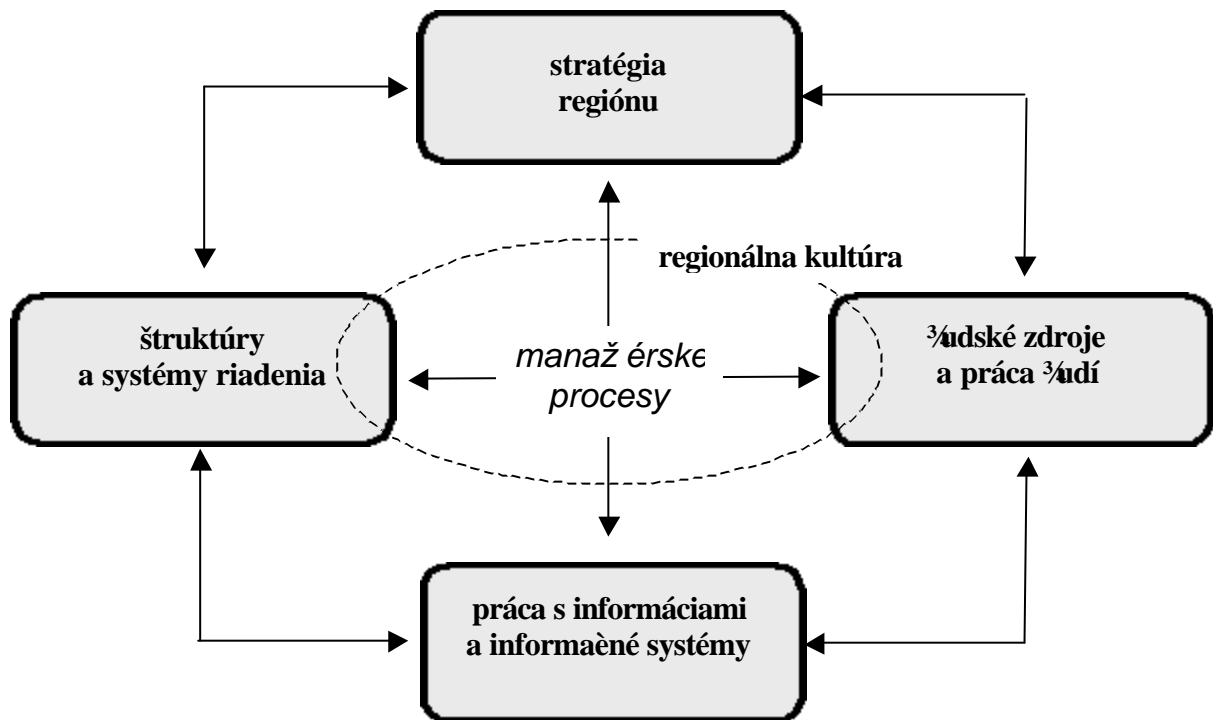 stratégia
regiónu
regionálna kultúra
štruktúry
a systémy riadenia
manaž érske
procesy
¾udské zdroje
a práca ¾udí
práca s informáciami
a informaèné systémy